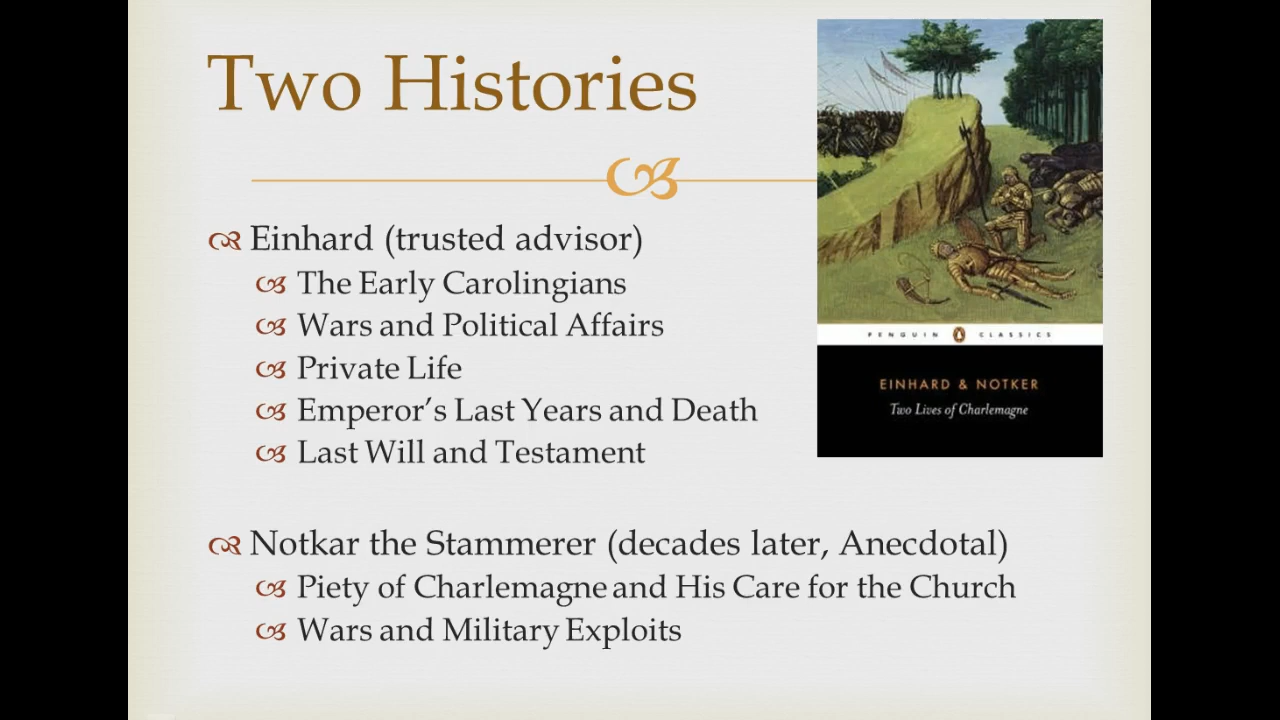 Two Histories
Einhard (trusted advisor)
The Early Carolingians
Wars and Political Affairs
Private Life
Emperor’s Last Years and Death
Last Will and Testament
Notkar the Stammerer (decades later, Anecdotal)
Piety of Charlemagne and His Care for the Church
Wars and Military Exploits
PENGUIN CLASSICS
EINHARD & NOTKER
Two Lives of Charlemagne